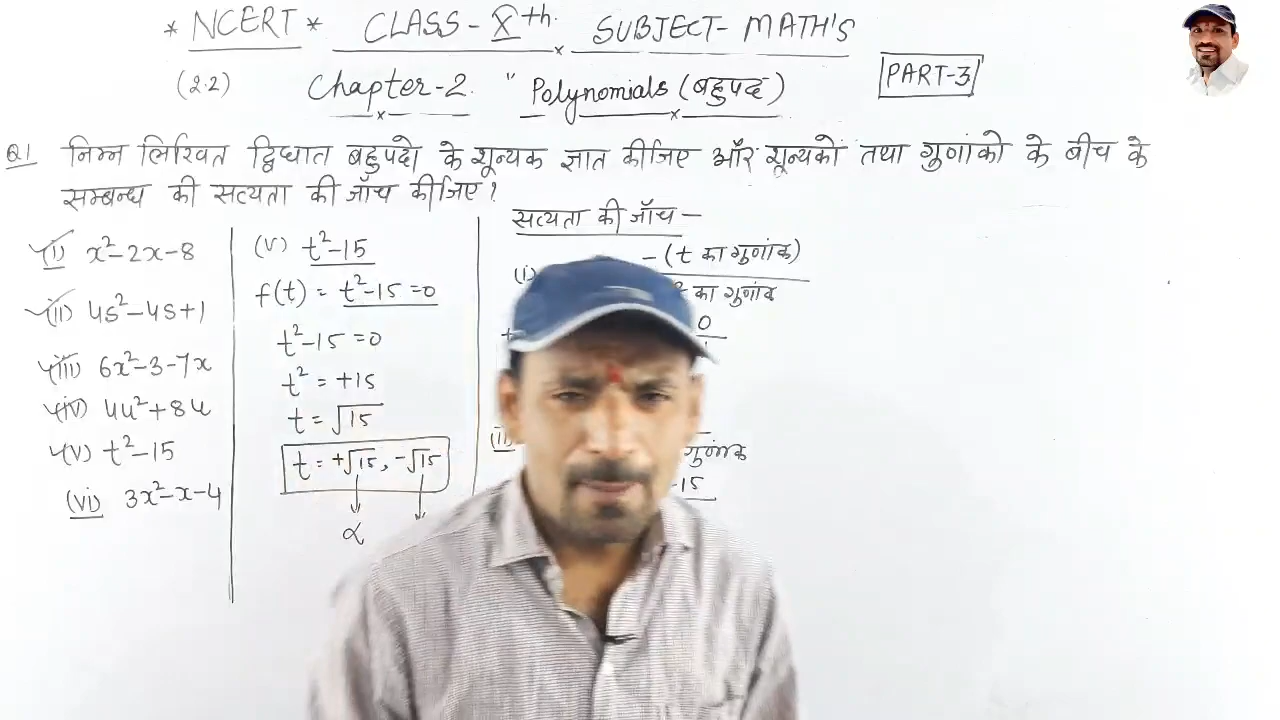 * NCERT * CLASS - Xth. SUBJECT- MATH'S
(2.2) Chapter-2. " Polynomials (बहुपद) PART-3
Q1 निम्न लिखित द्विघात बहुपदो के शून्यक ज्ञात कीजिए और शून्यकों तथा गुणांको के बीच के
सम्बन्ध की सत्यता की जाँच कीजिए?
(i) x²-2x-8
(ii) 4s²-4s+1
(iii) 6x²-3-7x
(iv) 4u²+8u
(v) t²-15
(vi) 3x²-x-4
(v) t²-15
f(t) = t²-15 =0
t²-15 =0
t² = +15
t = √15
t = +√15, -√15
α
सत्यता की जाँच -
(i) -(t का गुणांक)
का गुणांक
0
(ii) गुणांक
-15